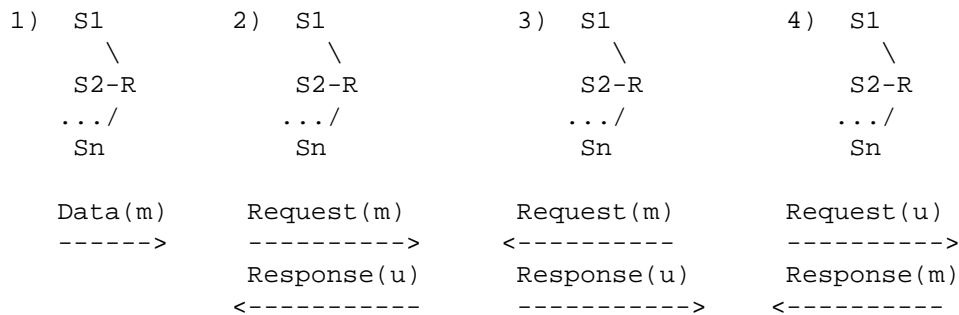 1)  S1          2)  S1               3)  S1              4)  S1
      \               \                    \                   \
    S2-R            S2-R                 S2-R                S2-R
   .../            .../                 .../                .../
    Sn              Sn                   Sn                  Sn
   Data(m)      Request(m)        Request(m)         Request(u)
   ------>      ---------->      <----------         ---------->
                Response(u)       Response(u)        Response(m)
               <-----------       ----------->      <----------